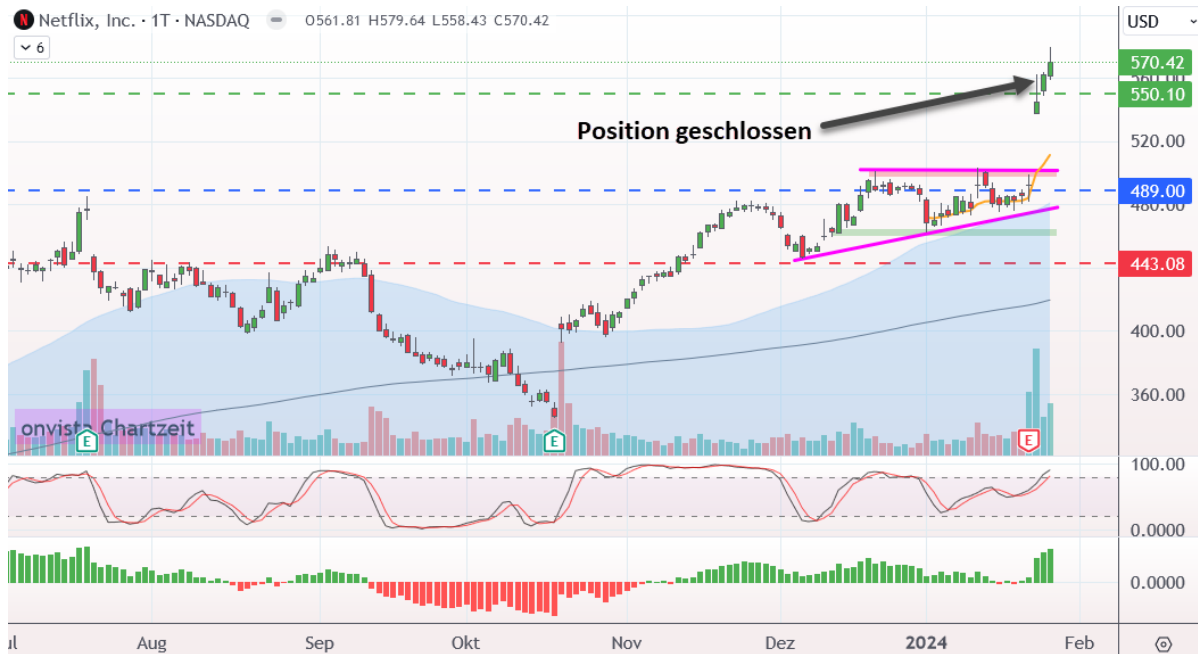 N Netflix, Inc. · 1T · NASDAQ O561.81 H579.64 L558.43 C570.42
USD
6
570.42
560.00
550.10
Position geschlossen
520.00
489.00
480.00
443.08
400.00
360.00
onvista Chartzeit
E E E
100.00
0.0000
0.0000
Aug Sep Okt Nov Dez 2024 Feb